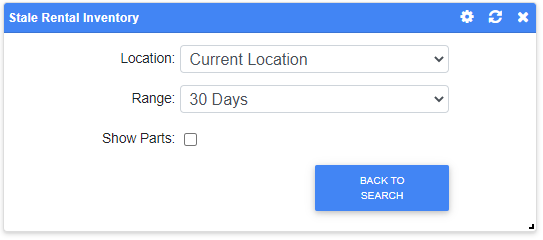 Stale Rental Inventory
Location: Current Location
Range: 30 Days
Show Parts:
BACK TO
SEARCH